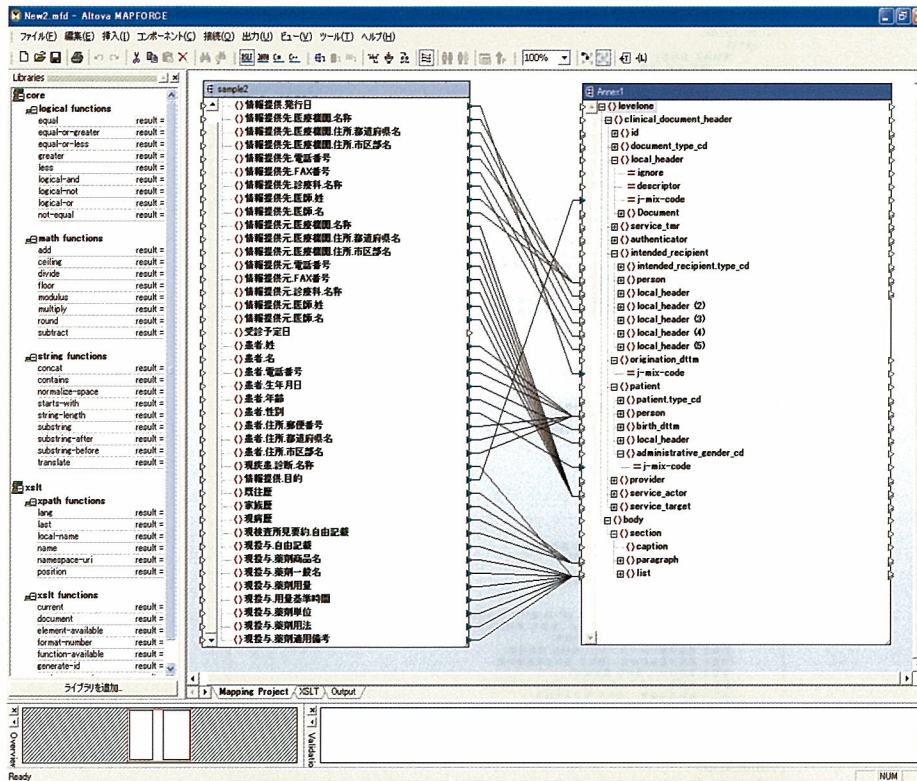 New2.mfd - Altova MAPFORCE
ファイル(F) 編集(E) 挿入(I) コンポーネント(C) 接続(O) 出力(U) ビュー(V) ツール(T) ヘルプ(H)
100%
Libraries
core
logical functions
equal result =
equal-or-greater result =
equal-or-less result =
greater result =
less result =
logical-and result =
logical-not result =
logical-or result =
not-equal result =
math functions
add result =
ceiling result =
divide result =
floor result =
modulus result =
multiply result =
round result =
subtract result =
string functions
concat result =
contains result =
normalize-space result =
starts-with result =
string-length result =
substring result =
substring-after result =
substring-before result =
translate result =
xslt
xpath functions
lang result =
last result =
local-name result =
name result =
namespace-uri result =
position result =
xslt functions
current result =
document result =
element-available result =
format-number result =
function-available result =
generate-id result =
ライブラリを追加...
sample2
情報提供.発行日
情報提供先.医療機関.名称
情報提供先.医療機関.住所.都道府県名
情報提供先.医療機関.住所.市区郡名
情報提供先.電話番号
情報提供先.FAX番号
情報提供先.診療科.名称
情報提供先.医師.姓
情報提供先.医師.名
情報提供元.医療機関.名称
情報提供元.医療機関.住所.都道府県名
情報提供元.医療機関.住所.市区郡名
情報提供元.電話番号
情報提供元.FAX番号
情報提供元.診療科.名称
情報提供元.医師.姓
情報提供元.医師.名
受診予定日
患者.姓
患者.名
患者.電話番号
患者.生年月日
患者.年齢
患者.性別
患者.住所.郵便番号
患者.住所.都道府県名
患者.住所.市区郡名
現疾患.診断.名称
情報提供.目的
既往歴
家族歴
現病歴
現検査所見要約.自由記載
現投与.自由記載
現投与.薬剤商品名
現投与.薬剤一般名
現投与.薬剤用量
現投与.用量基準時間
現投与.薬剤単位
現投与.薬剤用法
現投与.薬剤適用備考
Annex1
levelone
clinical_document_header
id
document_type_cd
local_header
ignore
descriptor
j-mix-code
Document
service_tmr
authenticator
intended_recipient
intended_recipient.type_cd
person
local_header
local_header (2)
local_header (3)
local_header (4)
local_header (5)
origination_dttm
j-mix-code
patient
patient.type_cd
person
birth_dttm
local_header
administrative_gender_cd
j-mix-code
provider
service_actor
service_target
body
section
caption
paragraph
list
Mapping Project
XSLT
Output
Overview
Validatio
Ready
NUM